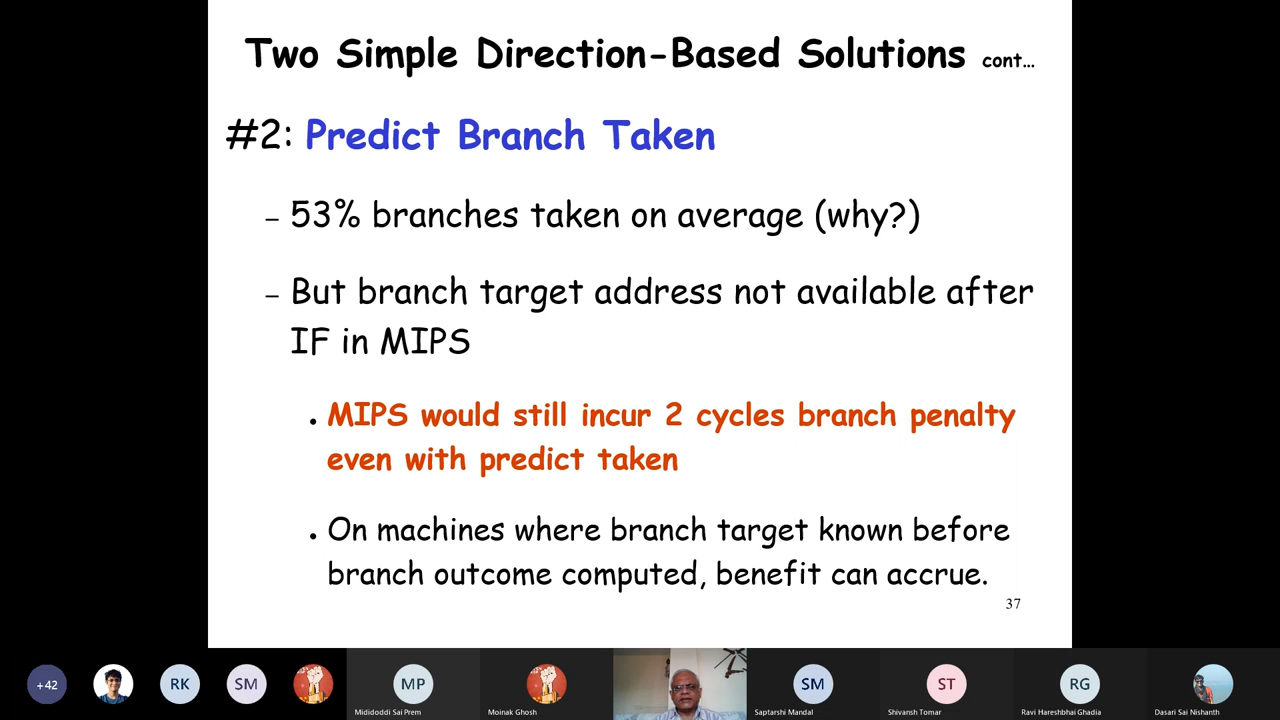 Two Simple Direction-Based Solutions cont...
#2: Predict Branch Taken
– 53% branches taken on average (why?)
– But branch target address not available after
IF in MIPS
• MIPS would still incur 2 cycles branch penalty
even with predict taken
• On machines where branch target known before
branch outcome computed, benefit can accrue.
37
+42 RK SM MP SM ST RG
Mididoddi Sai Prem Moinak Ghosh Saptarshi Mandal Shivansh Tomar Ravi Hareshbhai Ghadia Dasari Sai Nishanth